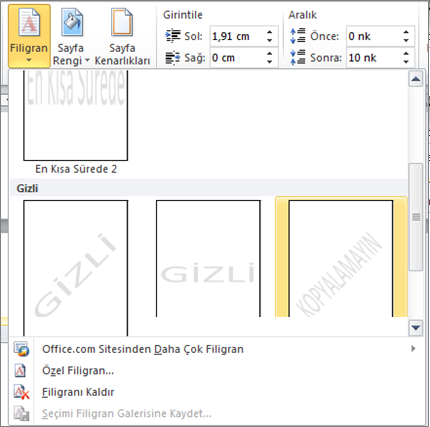 Girintile Aralık
Filigran Sayfa Rengi Sayfa Kenarlıkları
Sol: 1,91 cm Önce: 0 nk
Sağ: 0 cm Sonra: 10 nk
En Kısa Sürede
En Kısa Sürede 2
Gizli
GİZLİ
GİZLİ
KOPYALAMAYIN
Office.com Sitesinden Daha Çok Filigran
Özel Filigran...
Filigranı Kaldır
Seçimi Filigran Galerisine Kaydet...